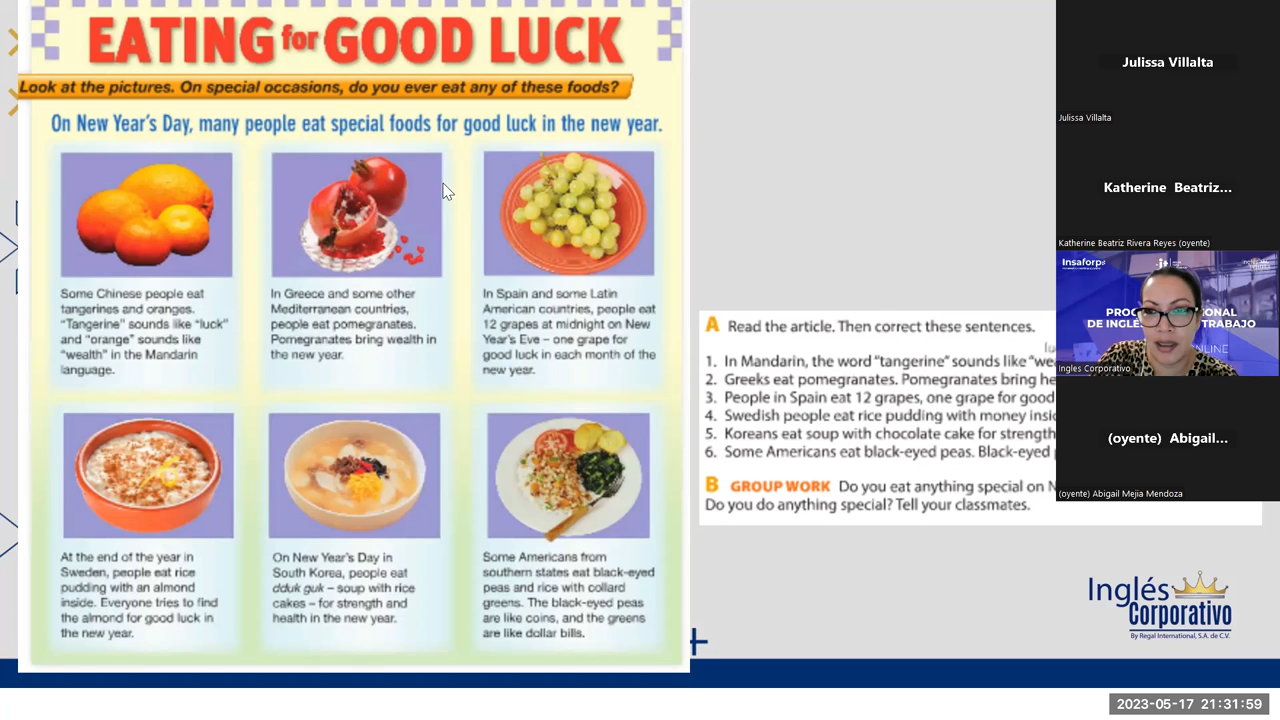 EATING for GOOD LUCK
Look at the pictures. On special occasions, do you ever eat any of these foods?
On New Year's Day, many people eat special foods for good luck in the new year.
Some Chinese people eat
tangerines and oranges.
"Tangerine" sounds like "luck"
and "orange" sounds like
"wealth" in the Mandarin
language.
In Greece and some other
Mediterranean countries,
people eat pomegranates.
Pomegranates bring wealth in
the new year.
In Spain and some Latin
American countries, people eat
12 grapes at midnight on New
Year's Eve – one grape for
good luck in each month of the
new year.
At the end of the year in
Sweden, people eat rice
pudding with an almond
inside. Everyone tries to find
the almond for good luck in
the new year.
On New Year's Day in
South Korea, people eat
dduk guk – soup with rice
cakes – for strength and
health in the new year.
Some Americans from
southern states eat black-eyed
peas and rice with collard
greens. The black-eyed peas
are like coins, and the greens
are like dollar bills.
A Read the article. Then correct these sentences.
1. In Mandarin, the word "tangerine" sounds like
2. Greeks eat pomegranates. Pomegranates bring
3. People in Spain eat 12 grapes, one grape for good
4. Swedish people eat rice pudding with money
5. Koreans eat soup with chocolate cake for strength
6. Some Americans eat black-eyed peas. Black-eyed
B GROUP WORK Do you eat anything special on
Do you do anything special? Tell your classmates.
Inglés
Corporativo
By Regal International, S.A. de C.V.
Julissa Villalta
Julissa Villalta
Katherine Beatriz...
Katherine Beatriz Rivera Reyes (oyente)
Insaforp
ONLINE
Ingles Corporativo
(oyente) Abigail...
(oyente) Abigail Mejia Mendoza
2023-05-17 21:31:59